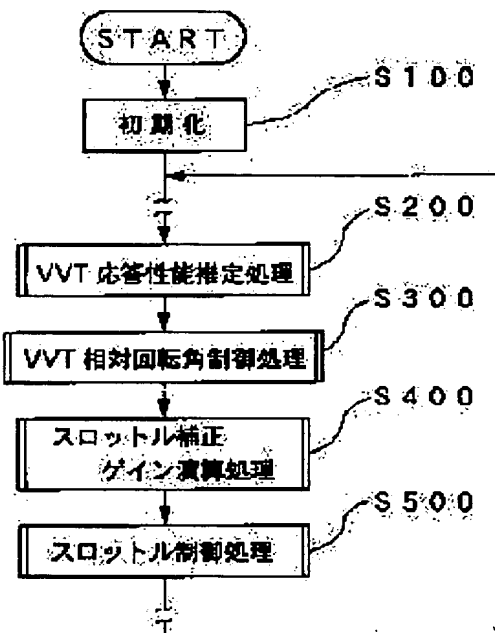 START
S100
初期化
S200
VVT 応答性能推定処理
S300
VVT 相対回転角制御処理
S400
スロットル補正
ゲイン演算処理
S500
スロットル制御処理